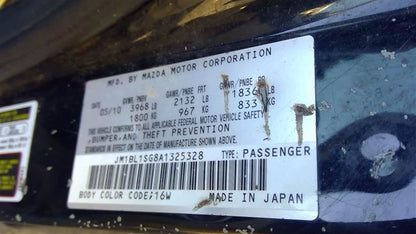 MFD. BY MAZDA MOTOR CORPORATION
DATE GVWR/PNBV GAWR/PNBE FRT GAWR/PNBE RR
05/10 3968 LB 2132 LB 1836 LB
1800 KG 967 KG 833 KG
THIS VEHICLE CONFORMS TO ALL APPLICABLE FEDERAL MOTOR VEHICLE SAFETY,
BUMPER, AND THEFT PREVENTION
STANDARDS IN EFFECT ON THE DATE OF MANUFACTURE SHOWN ABOVE.
JM1BL1SG8A1325328 TYPE: PASSENGER
BODY COLOR CODE:16W MADE IN JAPAN